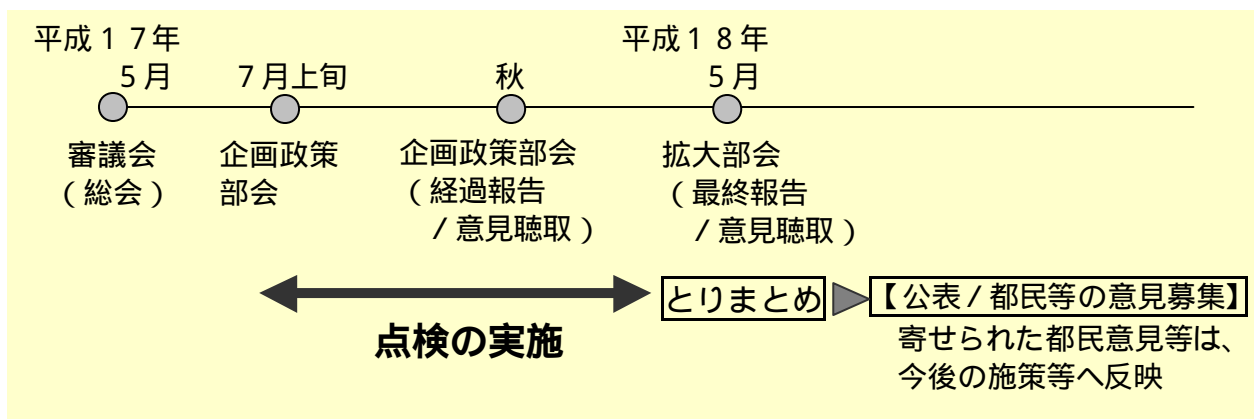 平成１７年
５月
７月上旬
秋
平成１８年
５月
審議会
（総会）
企画政策
部会
企画政策部会
（経過報告
／意見聴取）
拡大部会
（最終報告
／意見聴取）
点検の実施
とりまとめ
【公表／都民等の意見募集】
寄せられた都民意見等は、
今後の施策等へ反映